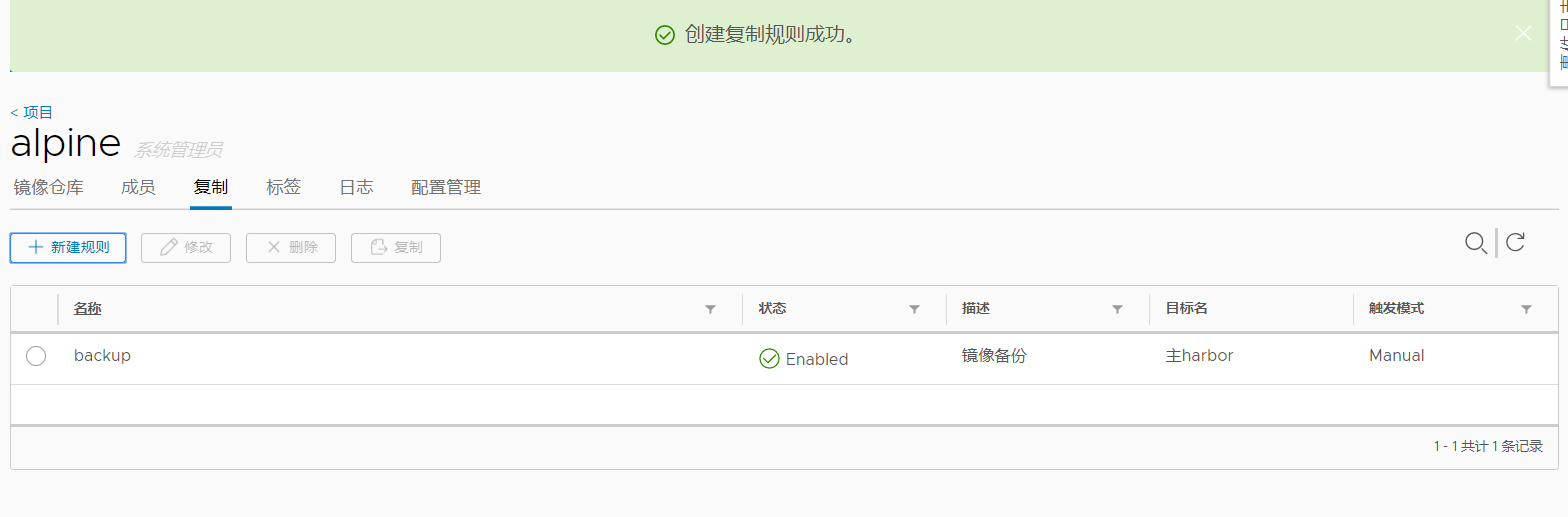 创建复制规则成功。
< 项目
alpine 系统管理员
镜像仓库 成员 复制 标签 日志 配置管理
新建规则 修改 删除 复制
名称 状态 描述 目标名 触发模式
backup Enabled 镜像备份 主harbor Manual
1 - 1 共计 1 条记录